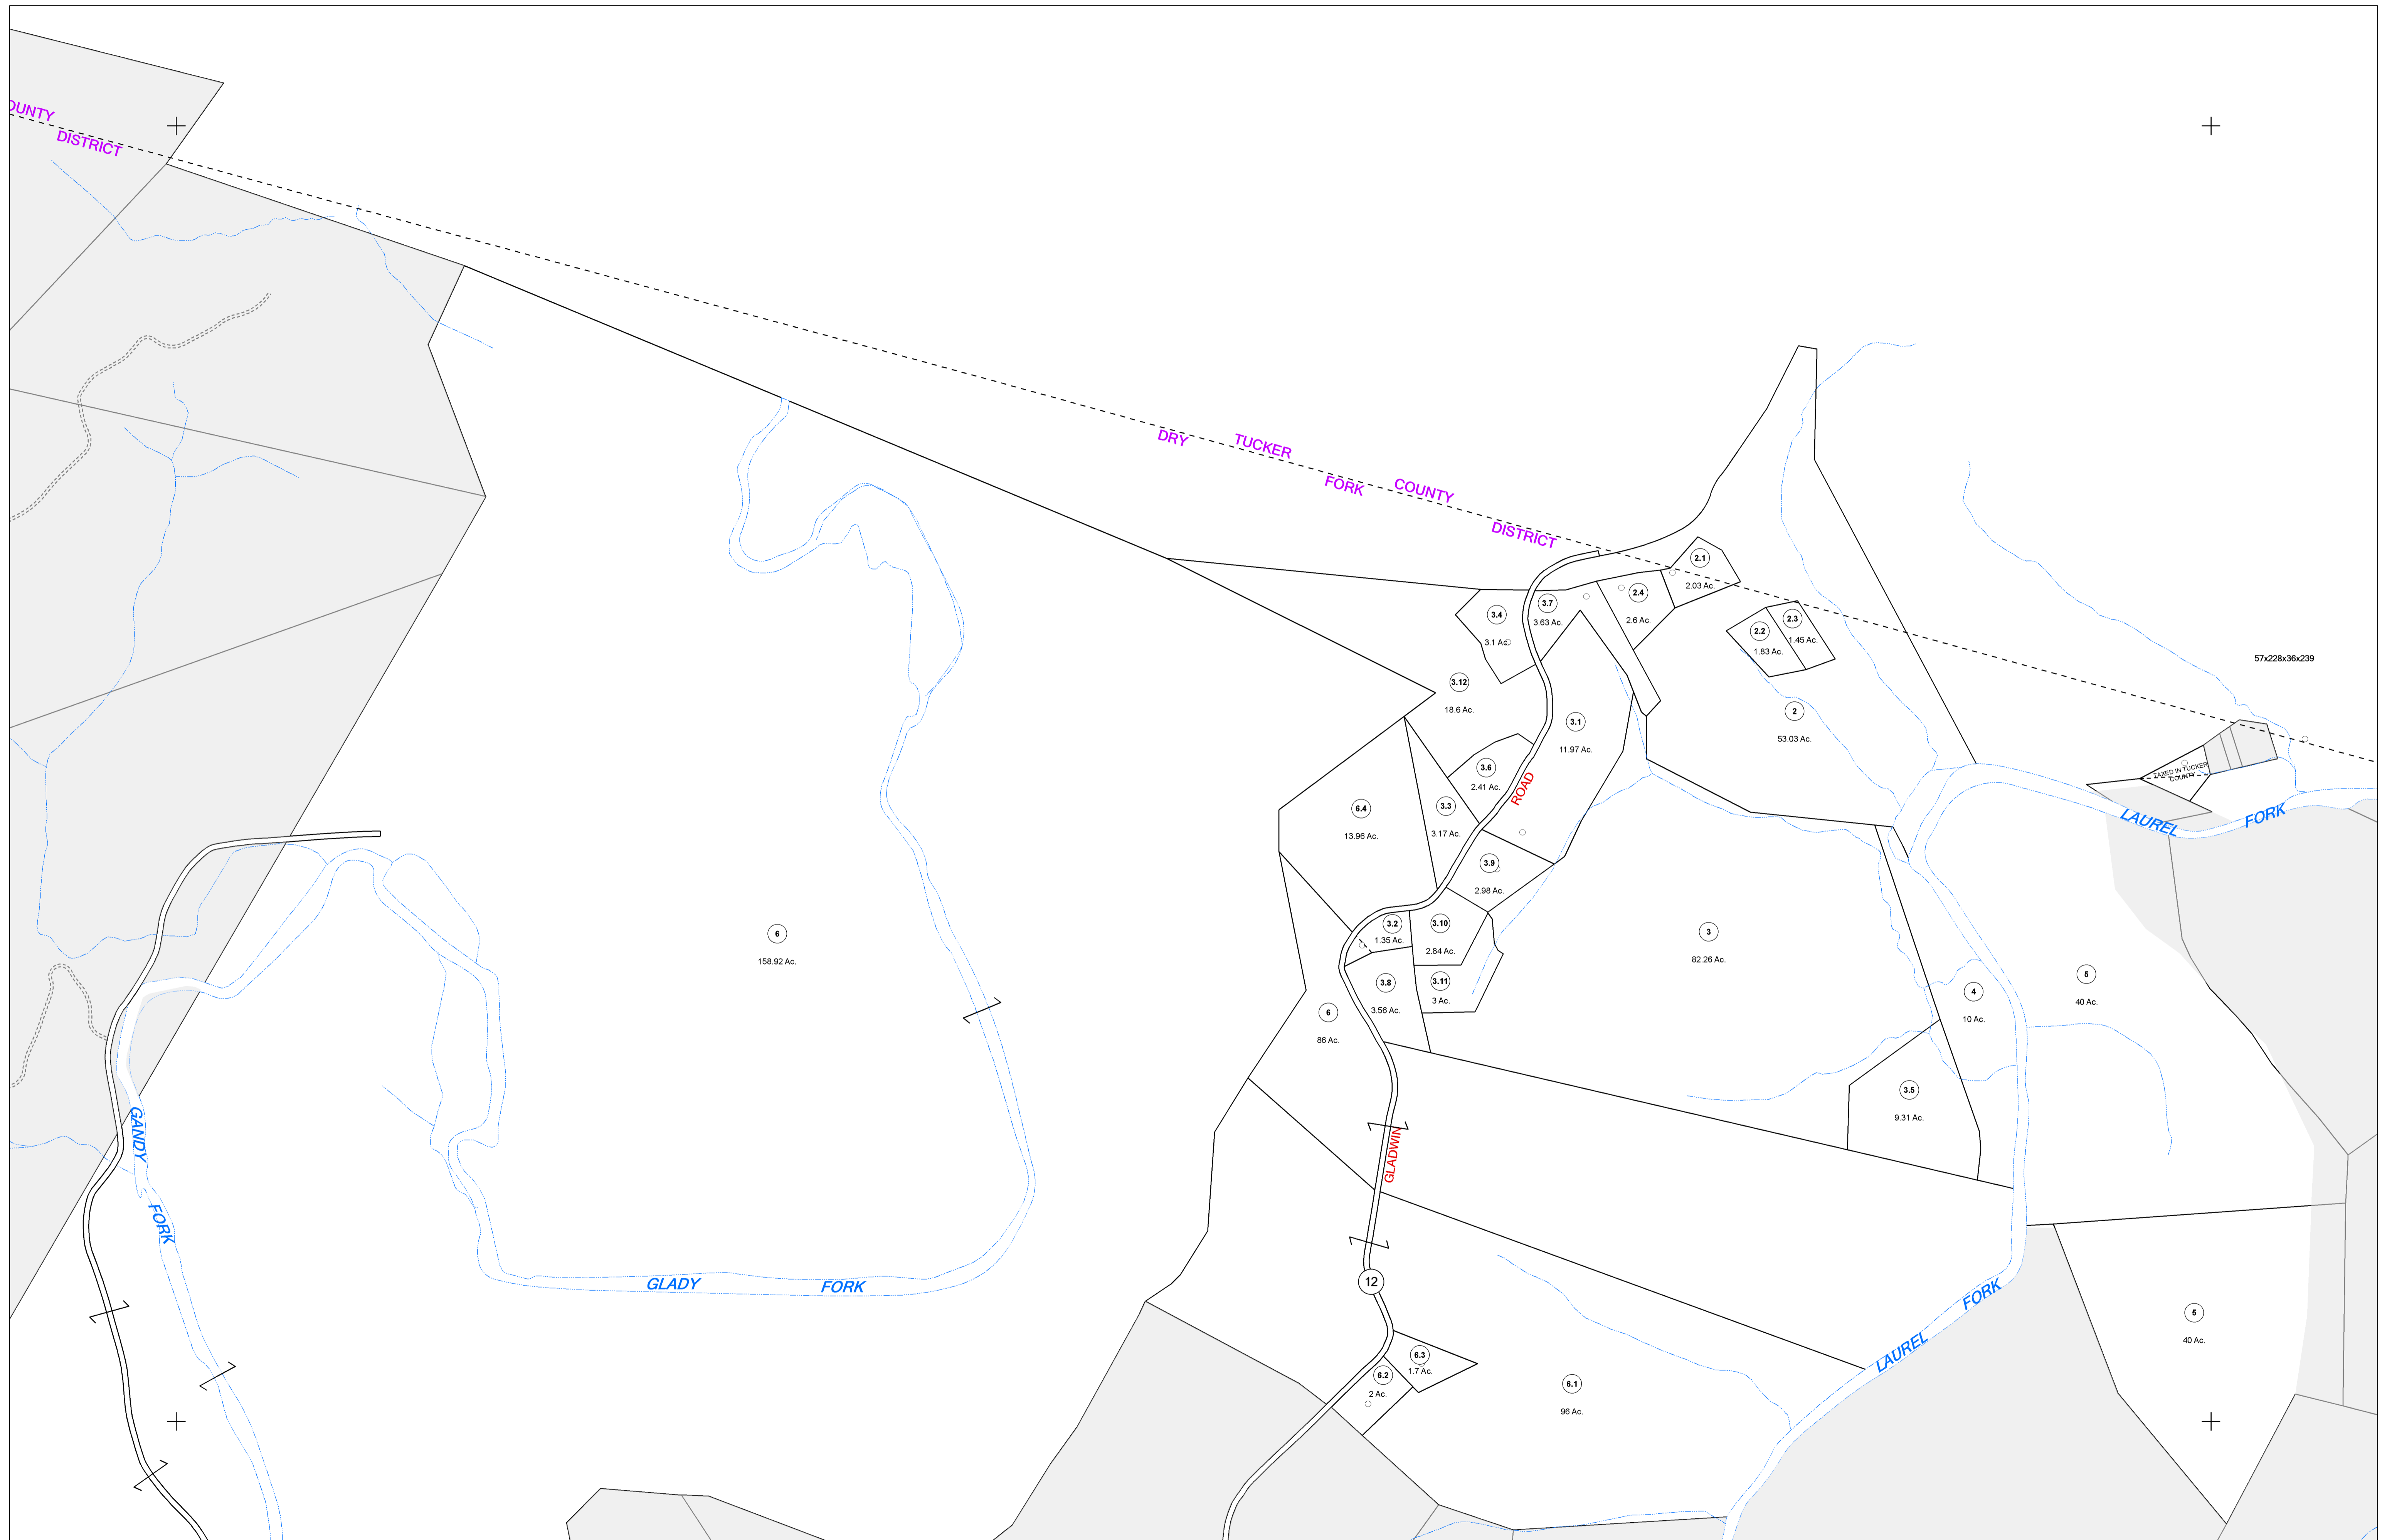 OUNTY
DISTRICT
DRY
TUCKER
FORK
COUNTY
DISTRICT
2.1
2.03 Ac.
2.4
2.6 Ac.
3.7
3.63 Ac.
3.4
3.1 Ac.
2.3
1.45 Ac.
2.2
1.83 Ac.
57x228x36x239
3.12
18.6 Ac.
3.1
11.97 Ac.
2
53.03 Ac.
3.6
2.41 Ac.
ROAD
TAXED IN TUCKER
COUNTY
6.4
13.96 Ac.
3.3
3.17 Ac.
LAUREL
FORK
3.9
2.98 Ac.
3.2
1.35 Ac.
3.10
2.84 Ac.
3
82.26 Ac.
6
158.92 Ac.
3.8
3.56 Ac.
3.11
3 Ac.
4
10 Ac.
5
40 Ac.
6
86 Ac.
3.5
9.31 Ac.
GANDY
FORK
GLADWIN
GLADY
FORK
12
LAUREL
FORK
5
40 Ac.
6.3
1.7 Ac.
6.2
2 Ac.
6.1
96 Ac.